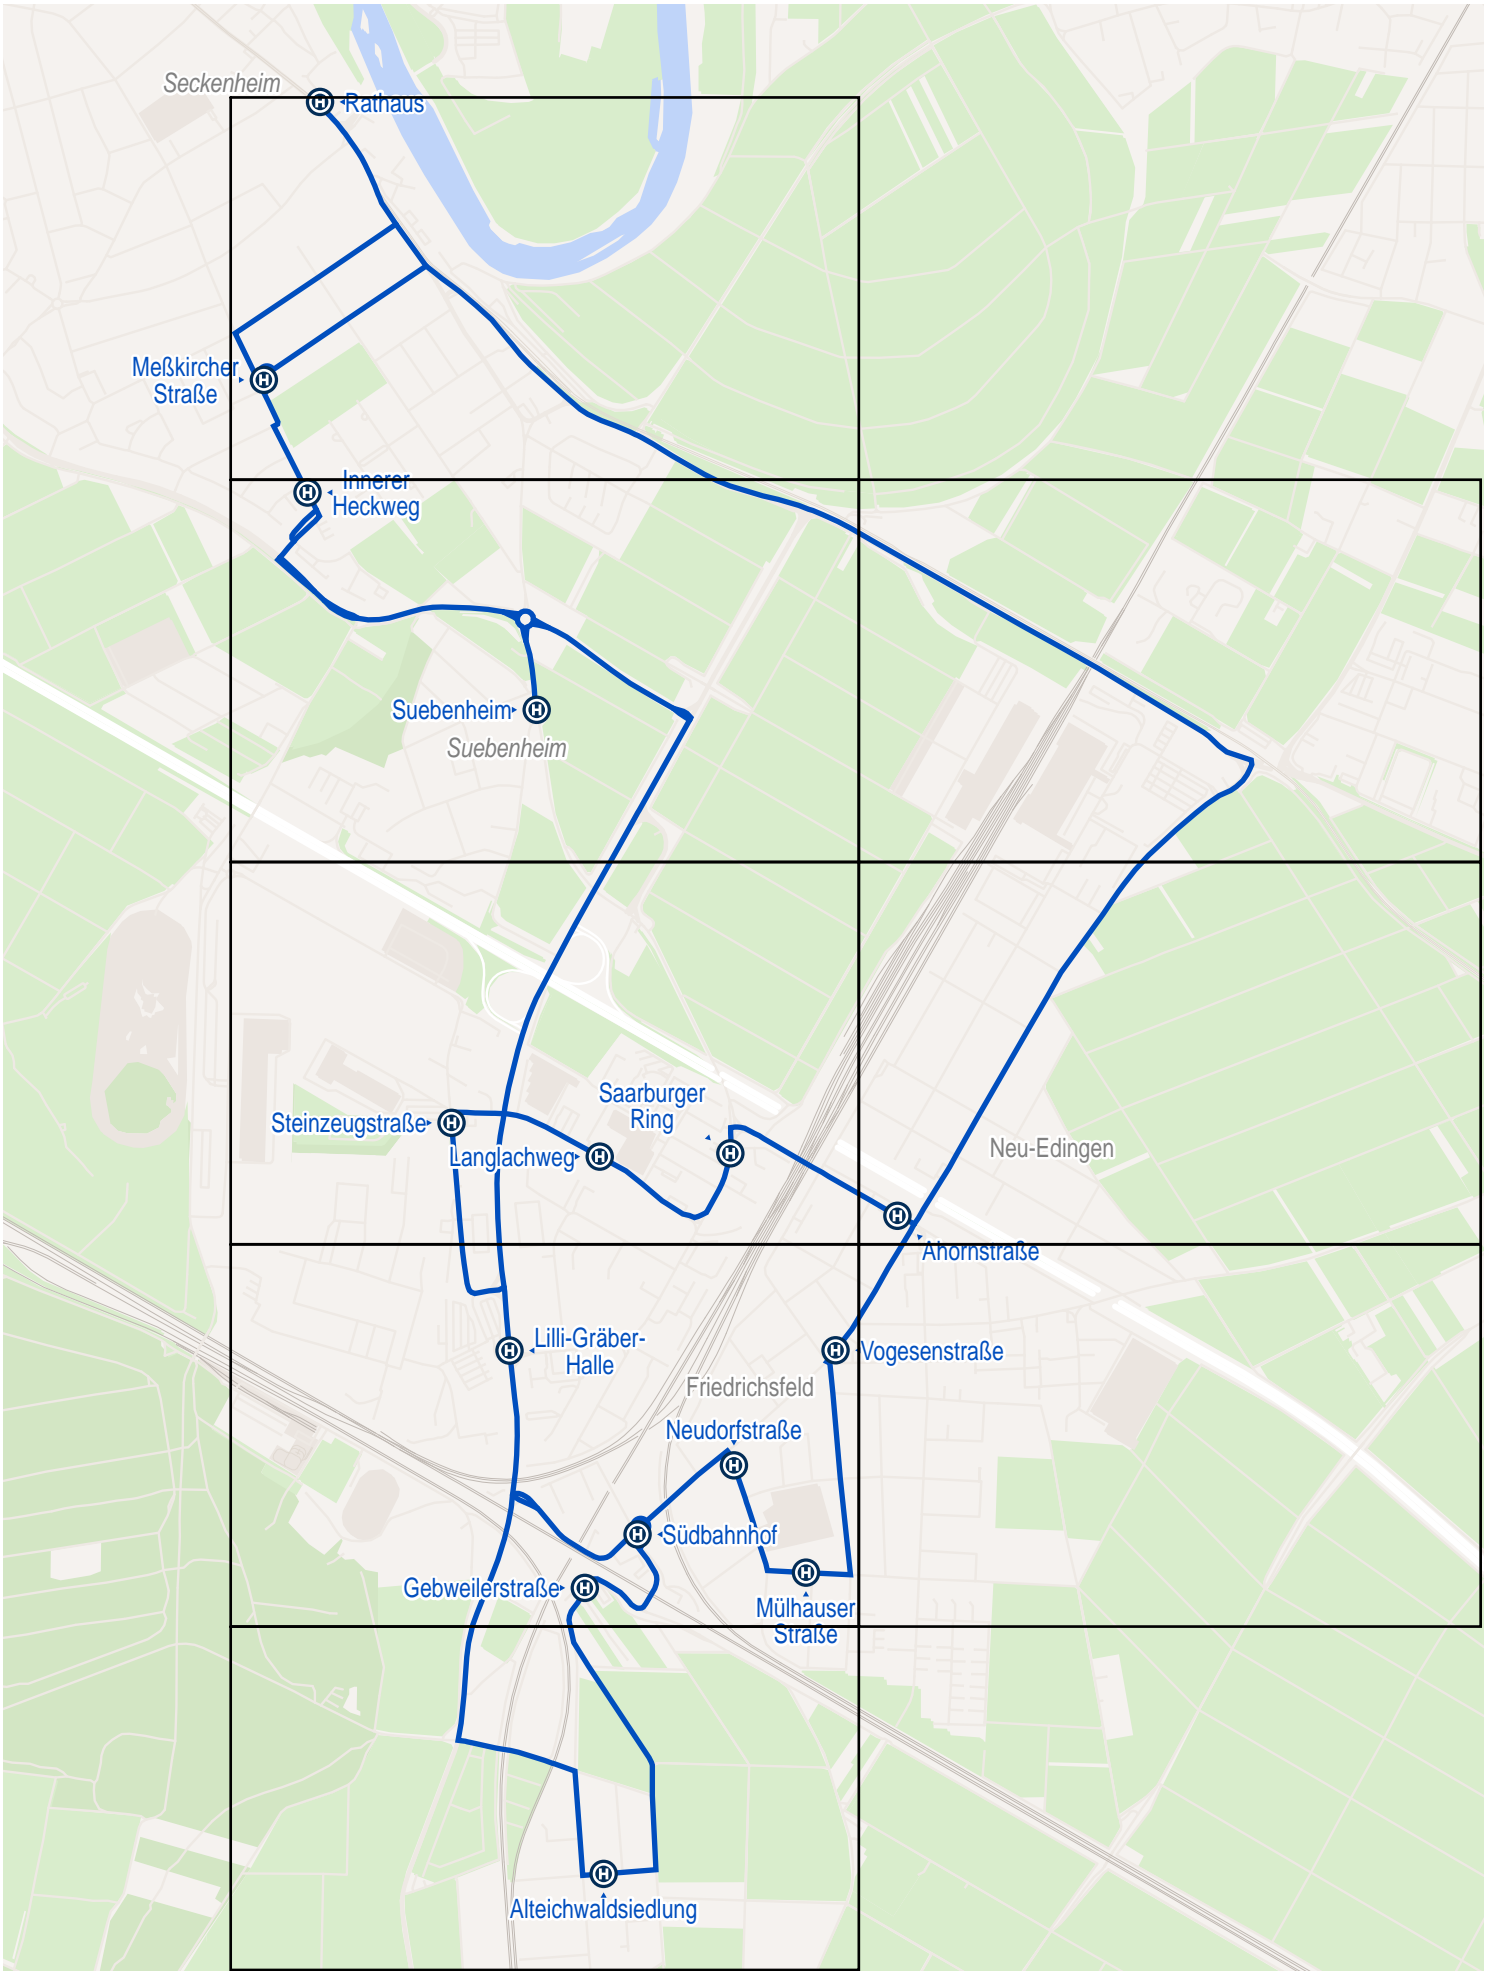 Seckenheim
Rathaus
Meßkircher
Straße
Innerer
Heckweg
Suebenheim
Suebenheim
Saarburger
Ring
Steinzeugstraße
Langlachweg
Neu-Edingen
Ahornstraße
Lilli-Gräber-
Halle
Vogesenstraße
Friedrichsfeld
Neudorfstraße
Südbahnhof
Gebweilerstraße
Mülhauser
Straße
Alteichwaldsiedlung